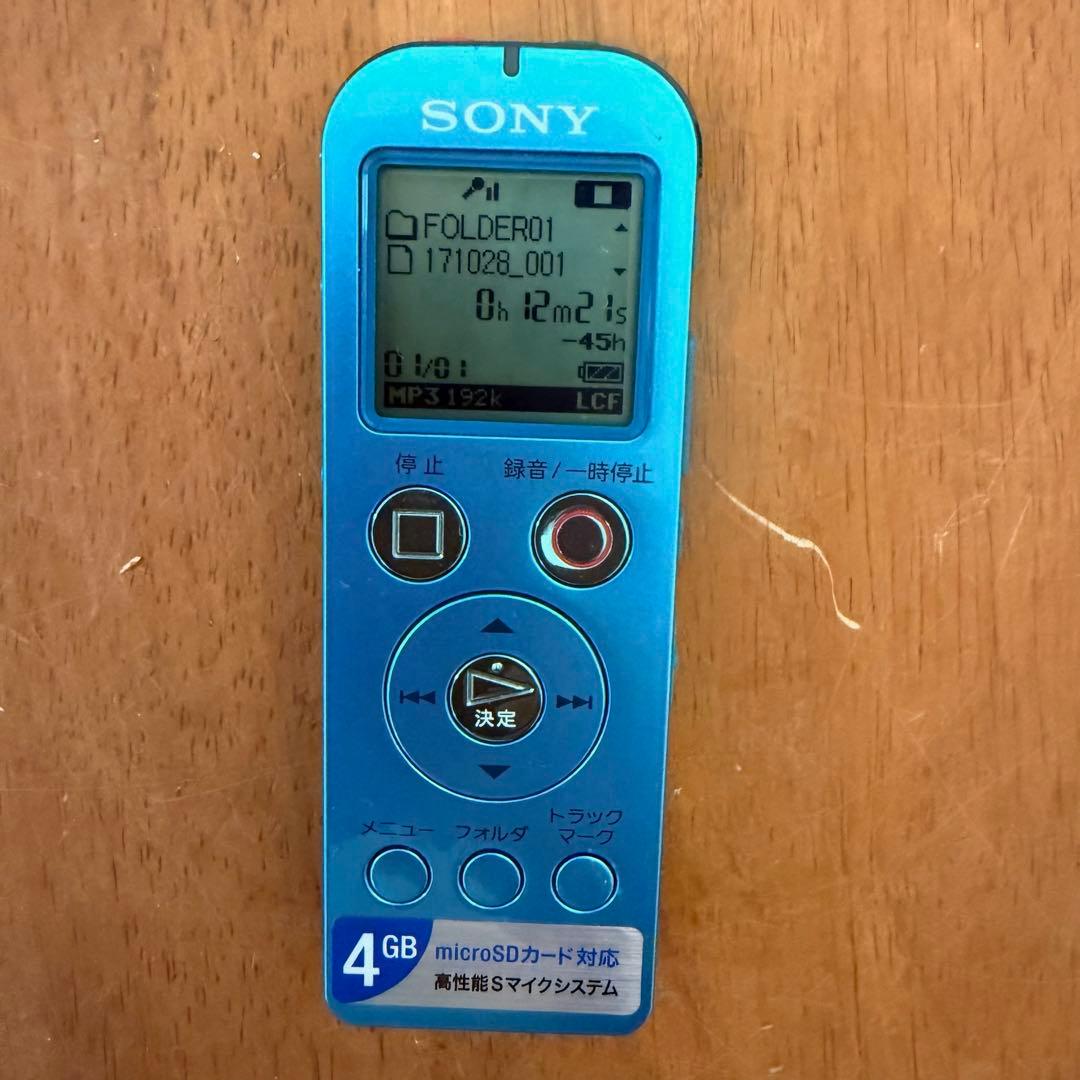 SONY
FOLDER01
171028_001
0h 12m21s
-45h
01/01
MP3 192k LCF
停止 録音/一時停止
決定
メニュー フォルダ トラックマーク
4GB
microSDカード対応
高性能Sマイクシステム